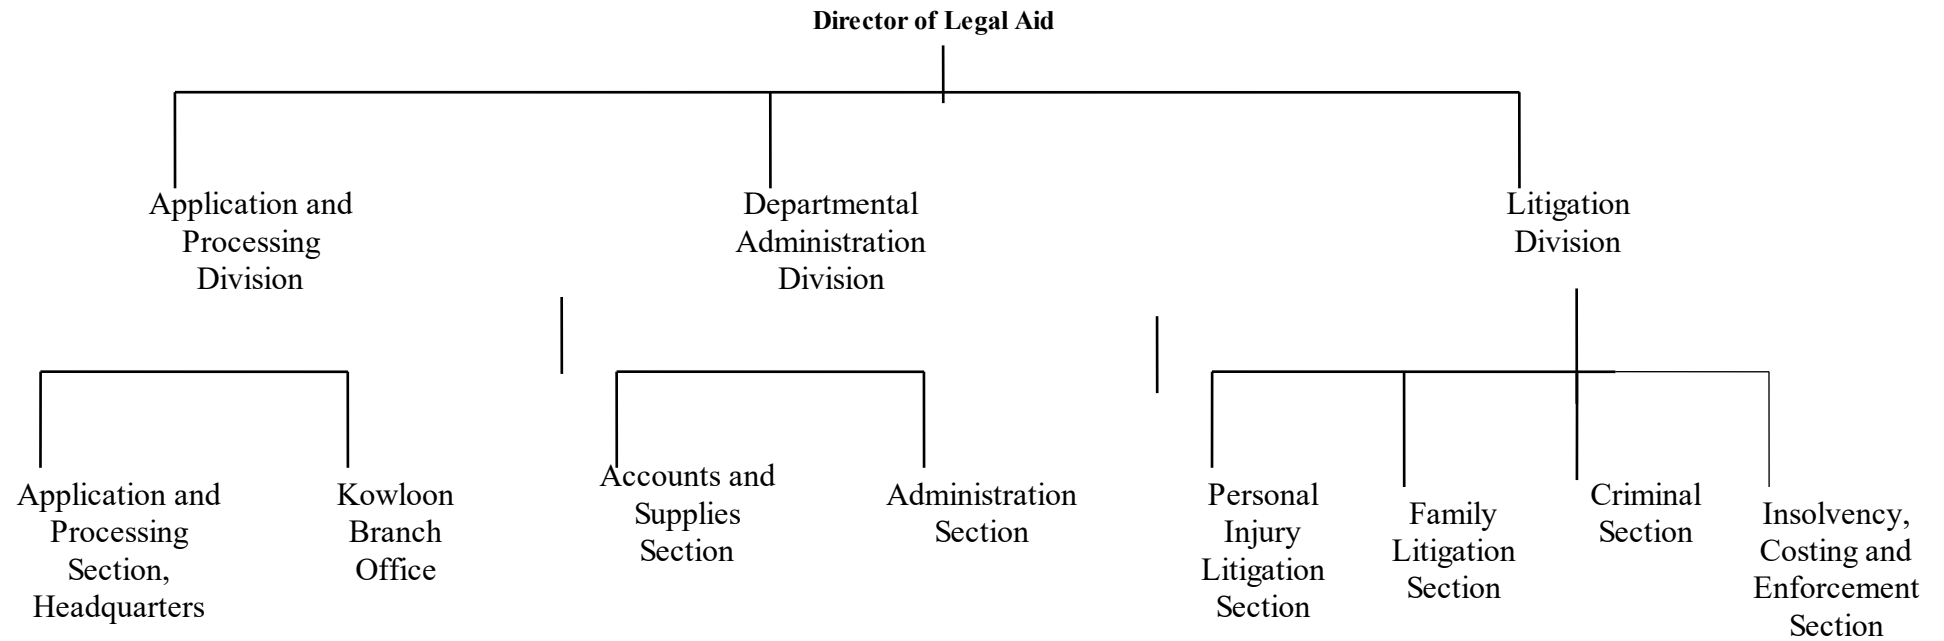 Director of Legal Aid
Application and
Processing
Division
Departmental
Administration
Division
Litigation
Division
Application and
Processing
Section,
Headquarters
Kowloon
Branch
Office
Accounts and
Supplies
Section
Administration
Section
Personal
Injury
Litigation
Section
Family
Litigation
Section
Criminal
Section
Insolvency,
Costing and
Enforcement
Section